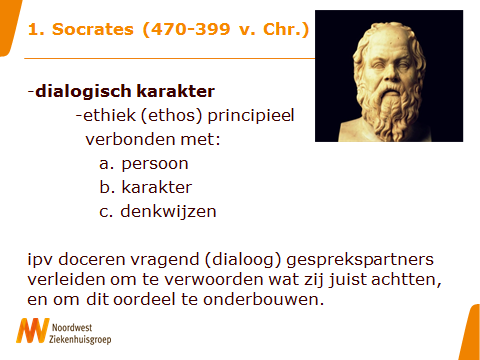 1. Socrates (470-399 v. Chr.)
-dialogisch karakter
-ethiek (ethos) principieel
verbonden met:
a. persoon
b. karakter
c. denkwijzen
ipv doceren vragend (dialoog) gesprekspartners
verleiden om te verwoorden wat zij juist achtten,
en om dit oordeel te onderbouwen.
Noordwest
Ziekenhuisgroep